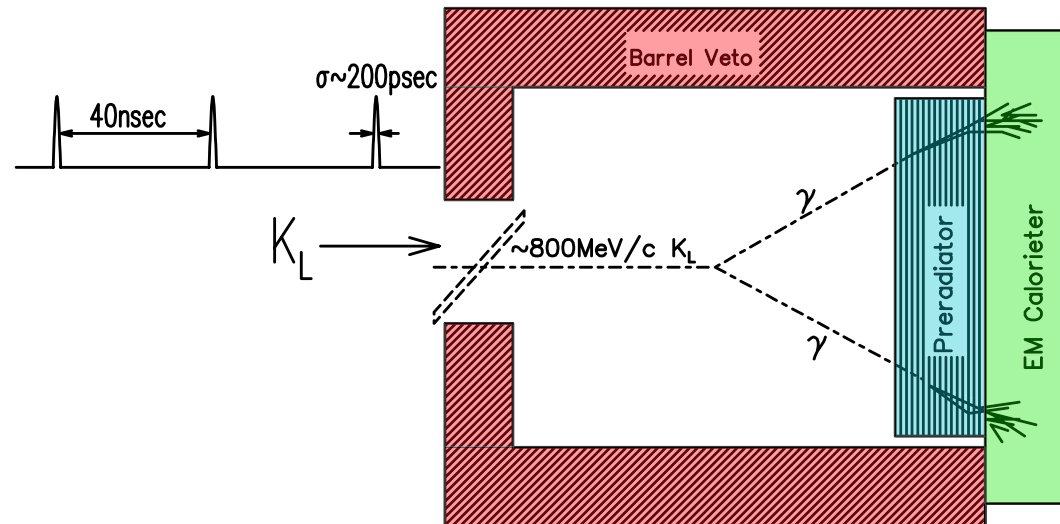 Barrel Veto
σ~200psec
40nsec
γ
K_L
~800MeV/c K_L
Preradiator
EM Calorieter
γ